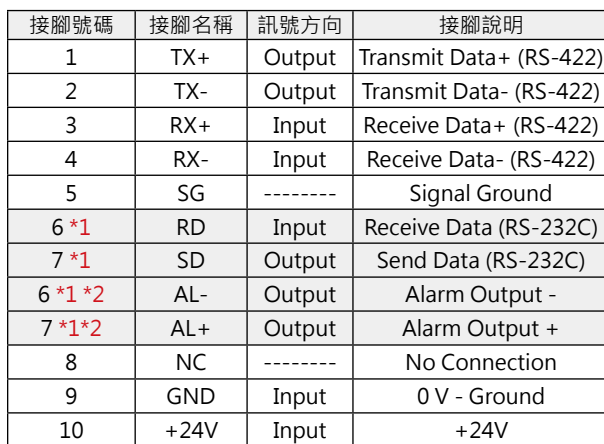 接腳號碼 接腳名稱 訊號方向 接腳說明
1 TX+ Output Transmit Data+ (RS-422)
2 TX- Output Transmit Data- (RS-422)
3 RX+ Input Receive Data+ (RS-422)
4 RX- Input Receive Data- (RS-422)
5 SG -------- Signal Ground
6 *1 RD Input Receive Data (RS-232C)
7 *1 SD Output Send Data (RS-232C)
6 *1 *2 AL- Output Alarm Output -
7 *1*2 AL+ Output Alarm Output +
8 NC -------- No Connection
9 GND Input 0 V - Ground
10 +24V Input +24V